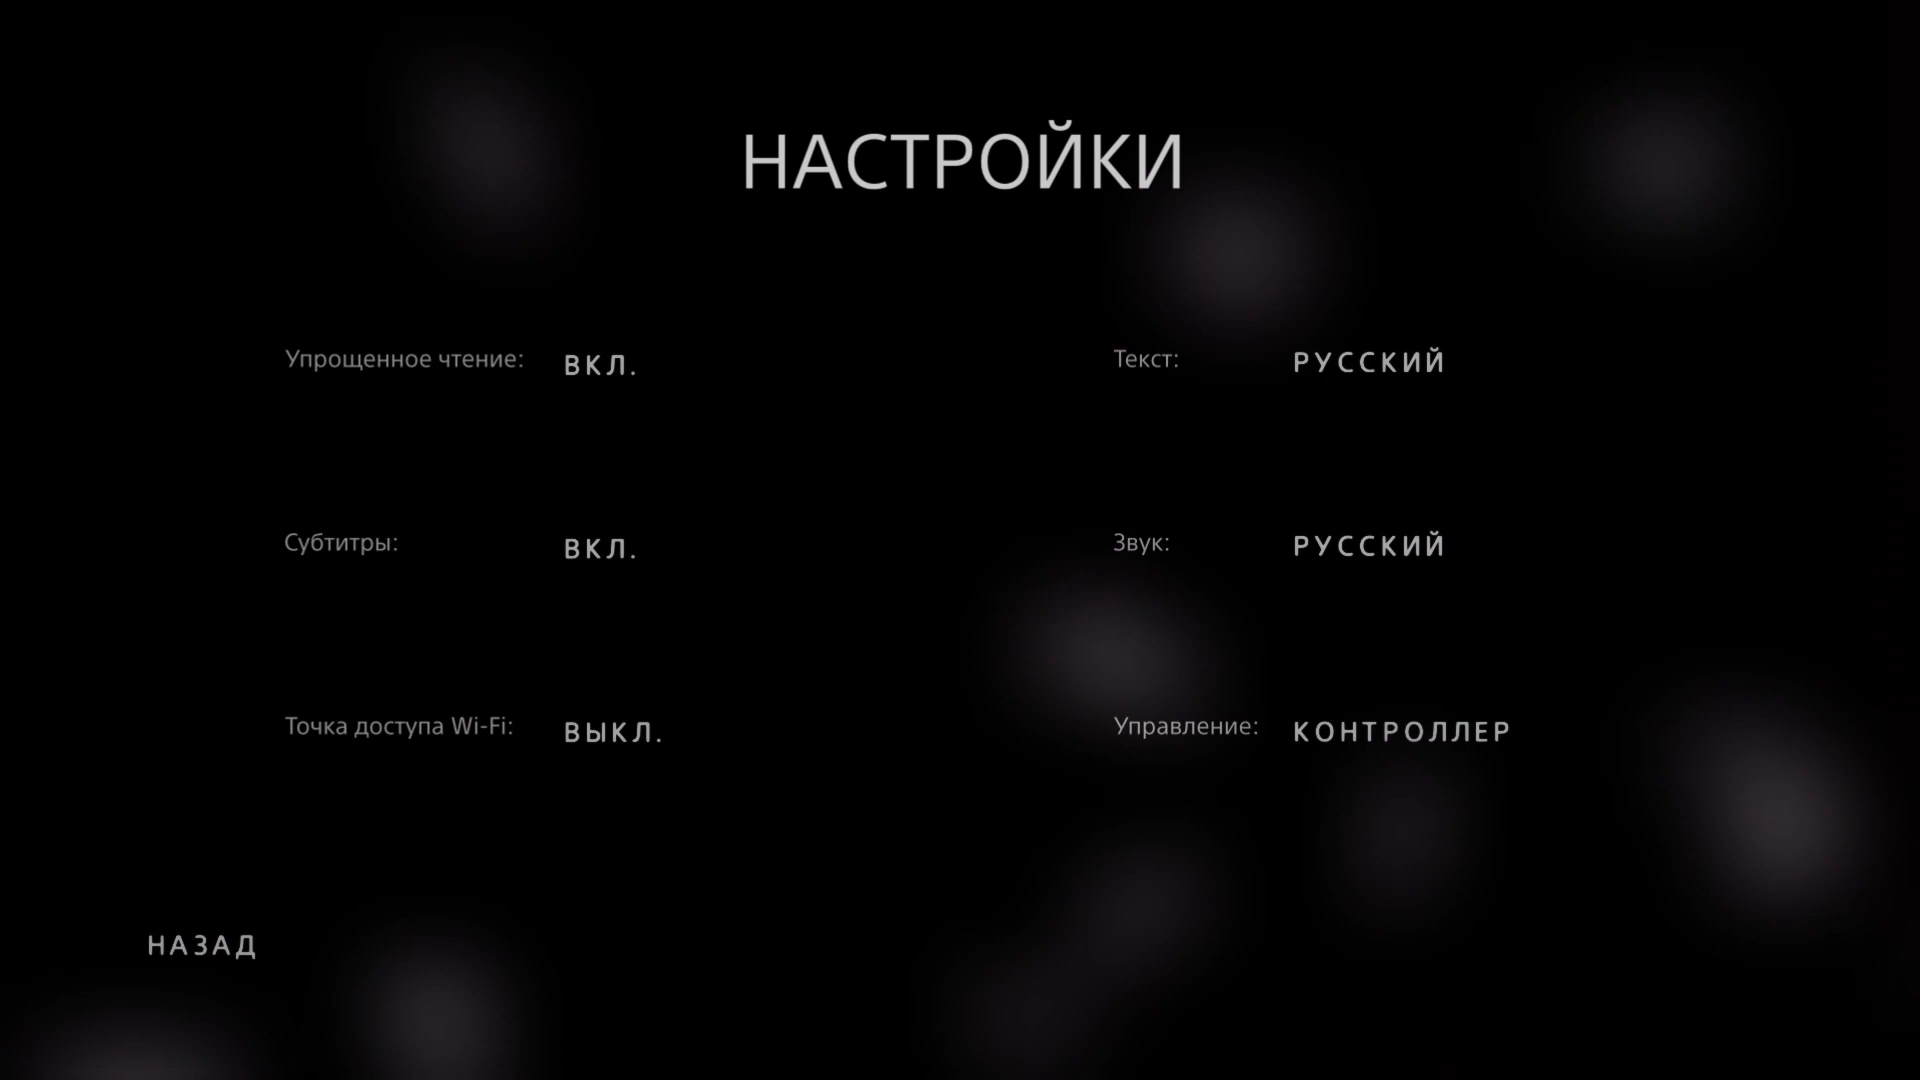 НАСТРОЙКИ
Упрощенное чтение: ВКЛ.
Текст: РУССКИЙ
Субтитры: ВКЛ.
Звук: РУССКИЙ
Точка доступа Wi-Fi: ВЫКЛ.
Управление: КОНТРОЛЛЕР
НАЗАД